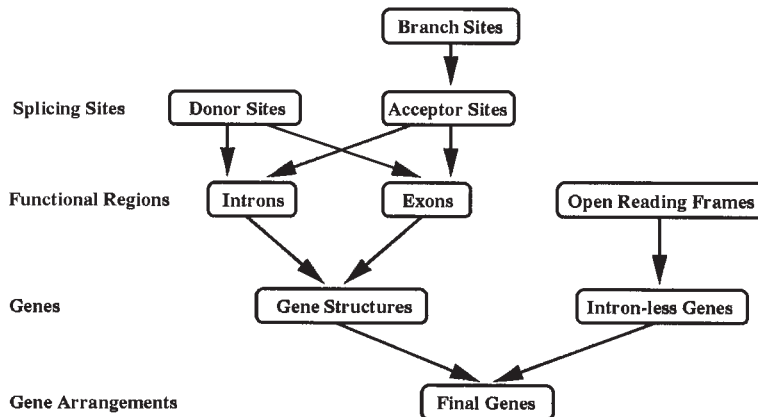 Branch Sites
Splicing Sites Donor Sites Acceptor Sites
Functional Regions Introns Exons Open Reading Frames
Genes Gene Structures Intron-less Genes
Gene Arrangements Final Genes